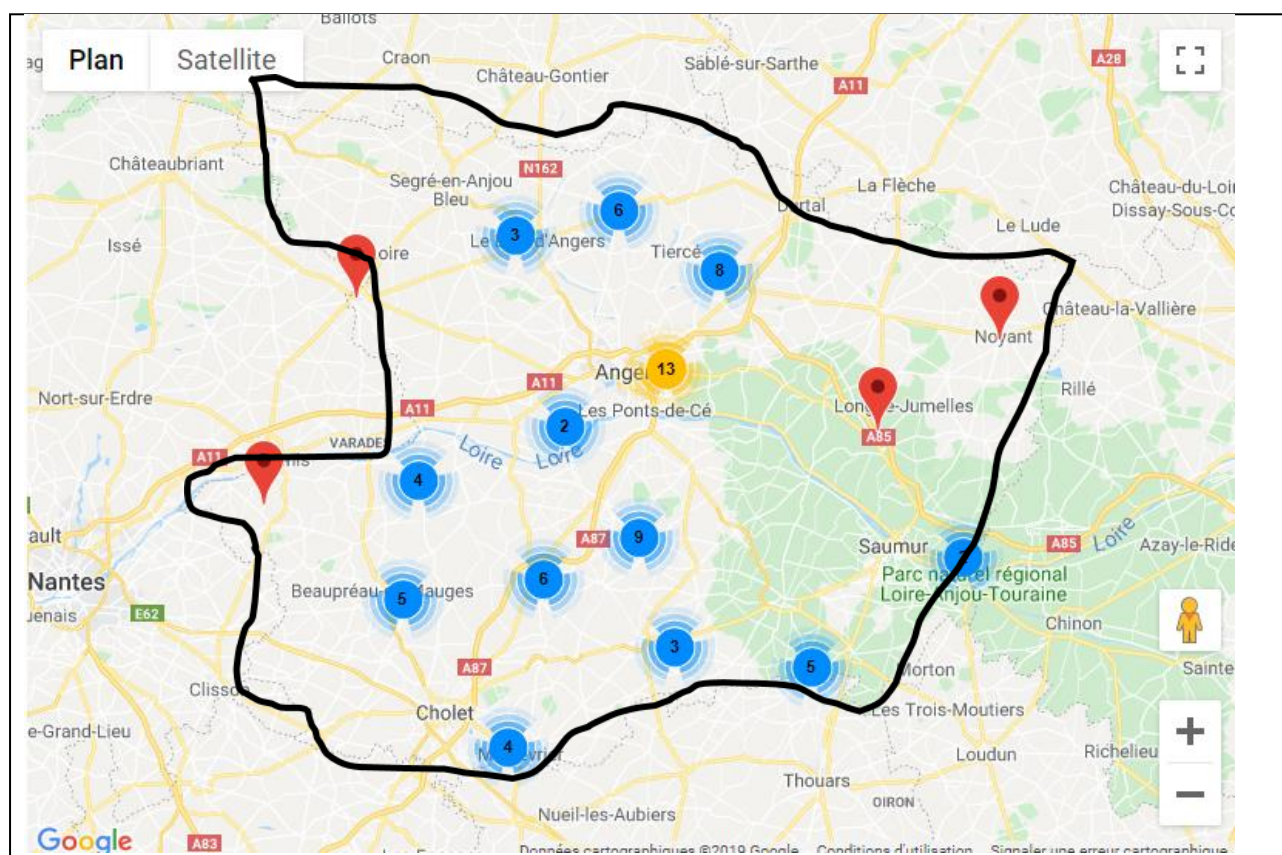 Ballots
Plan
Satellite
Craon
Château-Gontier
Sablé-sur-Sarthe
A28
A11
Châteaubriant
N162
Segré-en-Anjou
Bleu
6
La Flèche
Château-du-Loir
Dissay-Sous-Co
Durtal
Le Lude
Issé
3
Tiercé
8
Château-la-Vallière
Noyant
13
A11
Les Ponts-de-Cé
Rillé
Nort-sur-Erdre
A11
2
A85
VARADES
Loire
Loire
A11
4
9
A87
Saumur
A85
Loire
Azay-le-Ride
Nantes
Parc naturel régional
Loire-Anjou-Touraine
6
5
E62
Chinon
3
5
A87
Morton
Sainte
Clisson
Cholet
Les Trois-Moutiers
e-Grand-Lieu
4
Loudun
Richelieu
Thouars
OIRON
Nueil-les-Aubiers
Google
A83
Données cartographiques ©2019 Google
Conditions d'utilisation
Signaler une erreur cartographique